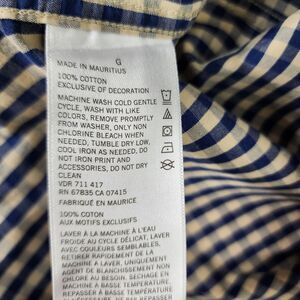 G
MADE IN MAURITIUS
100% COTTON
EXCLUSIVE OF DECORATION
MACHINE WASH COLD GENTLE
CYCLE, WASH WITH LIKE
COLORS, REMOVE PROMPTLY
FROM WASHER, ONLY NON
CHLORINE BLEACH WHEN
NEEDED, TUMBLE DRY LOW,
COOL IRON AS NEEDED, DO
NOT IRON PRINT AND
ACCESSORIES, DO NOT DRY
CLEAN
VDR 711 417
RN 67835 CA 07415
FABRIQUÉ EN MAURICE
100% COTON
AUX MOTIFS EXCLUSIFS
LAVER À LA MACHINE À L'EAU
FROIDE AU CYCLE DÉLICAT, LAVER
AVEC COULEURS SEMBLABLES,
RETIRER RAPIDEMENT DE LA
MACHINE A LAVER, UNIQUEMENT
AGENT DE BLANCHISSEMENT NON
CHLORE AU BESOIN, SÉCHAGE EN
MACHINE À BASSE TEMPÉRATURE
REPASSER À BASSE TEMPÉRATURE